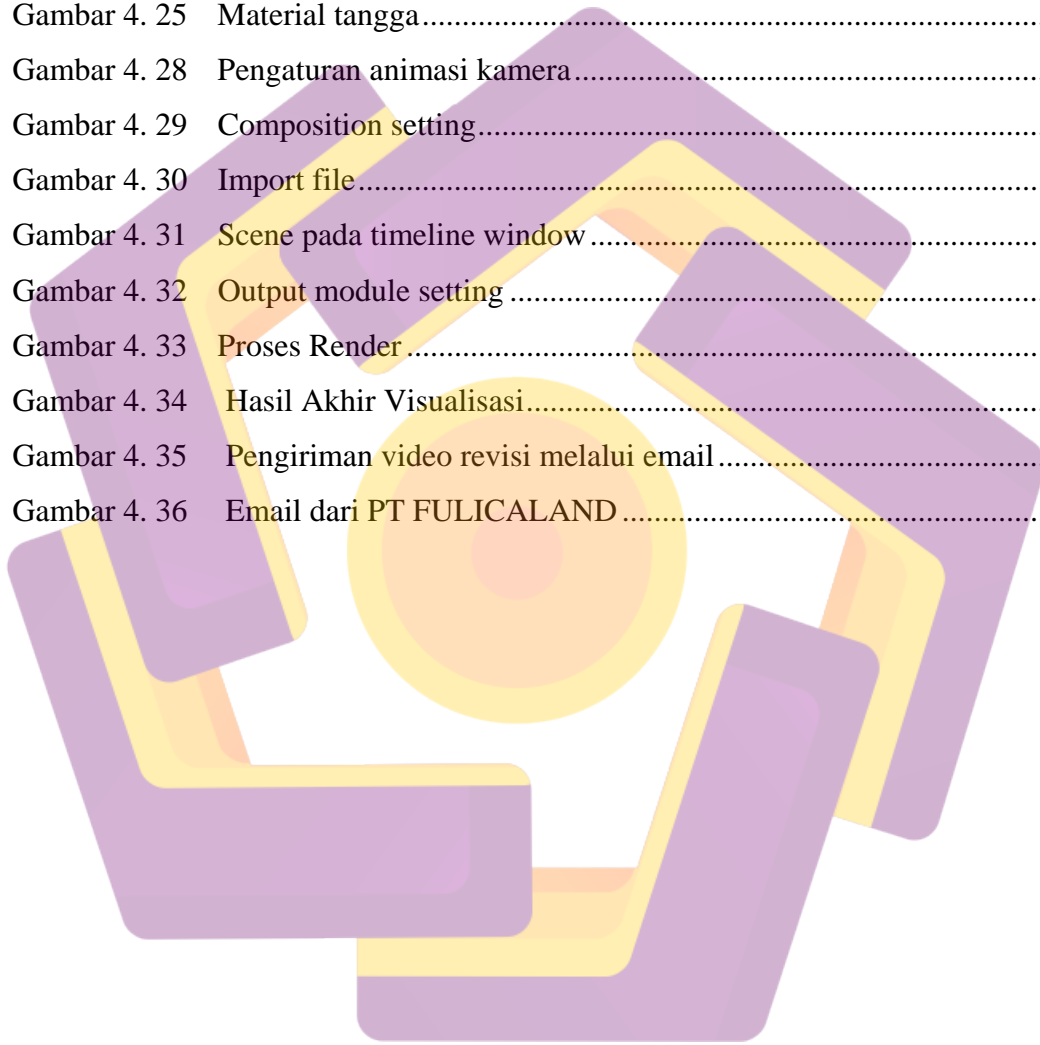 Gambar 4. 25 Material tangga................................................................
Gambar 4. 28 Pengaturan animasi kamera................................................................
Gambar 4. 29 Composition setting................................................................
Gambar 4. 30 Import file................................................................
Gambar 4. 31 Scene pada timeline window................................................................
Gambar 4. 32 Output module setting................................................................
Gambar 4. 33 Proses Render................................................................
Gambar 4. 34 Hasil Akhir Visualisasi................................................................
Gambar 4. 35 Pengiriman video revisi melalui email................................................................
Gambar 4. 36 Email dari PT FULICALAND................................................................